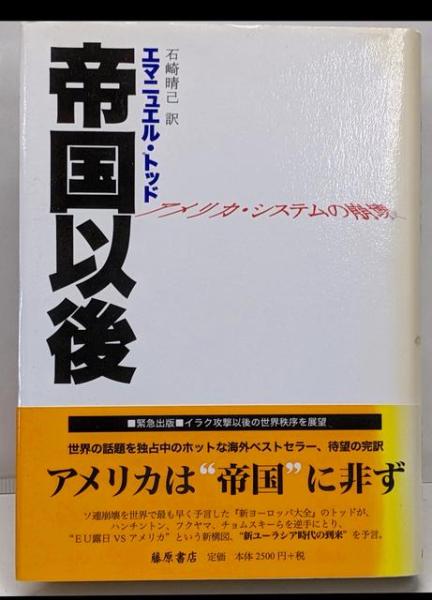 帝国以後
エマニュエル・トッド
石崎晴己 訳
アメリカ・システムの崩壊
■緊急出版■イラク攻撃以後の世界秩序を展望
世界の話題を独占中のホットな海外ベストセラー、待望の完訳
アメリカは“帝国”に非ず
ソ連崩壊を世界で最も早く予言した『新ヨーロッパ大全』のトッドが、
ハンチントン、フクヤマ、チョムスキーらを逆手にとり、
“EU露日 VS アメリカ”という新構図、“新ユーラシア時代の到来”を予言。
藤原書店 定価 本体 2500円+税